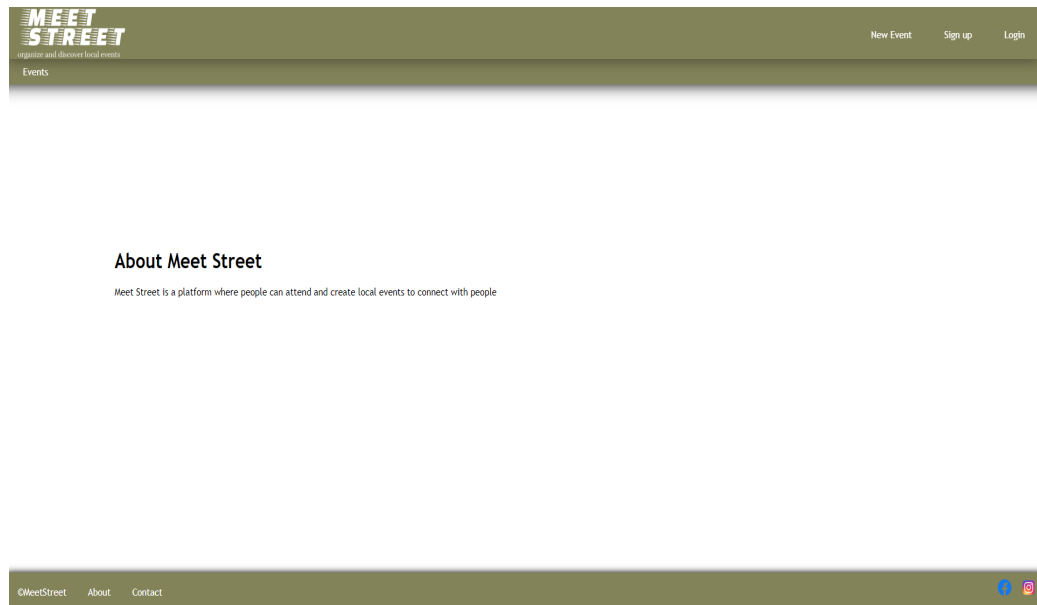 MEET
STREET
organize and discover local events
New Event Sign up Login
Events
About Meet Street
Meet Street is a platform where people can attend and create local events to connect with people
©MeetStreet About Contact